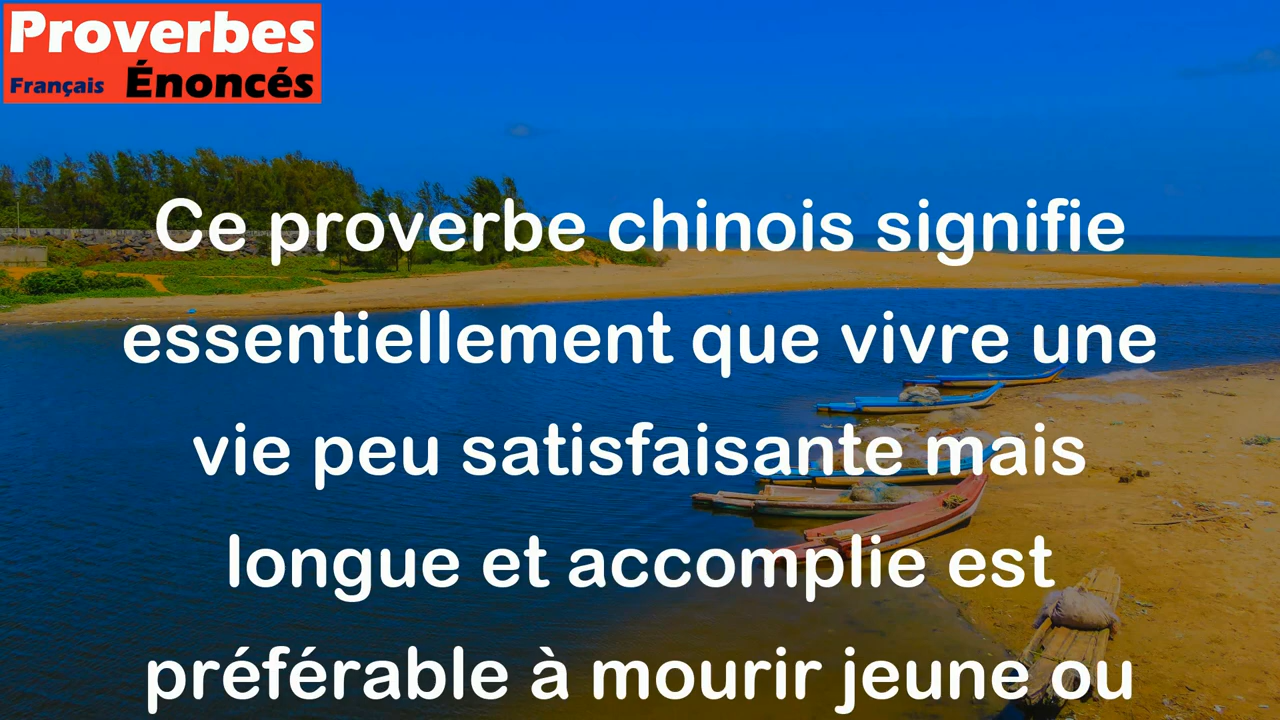 Proverbes
Français Énoncés
Ce proverbe chinois signifie
essentiellement que vivre une
vie peu satisfaisante mais
longue et accomplie est
préférable à mourir jeune ou